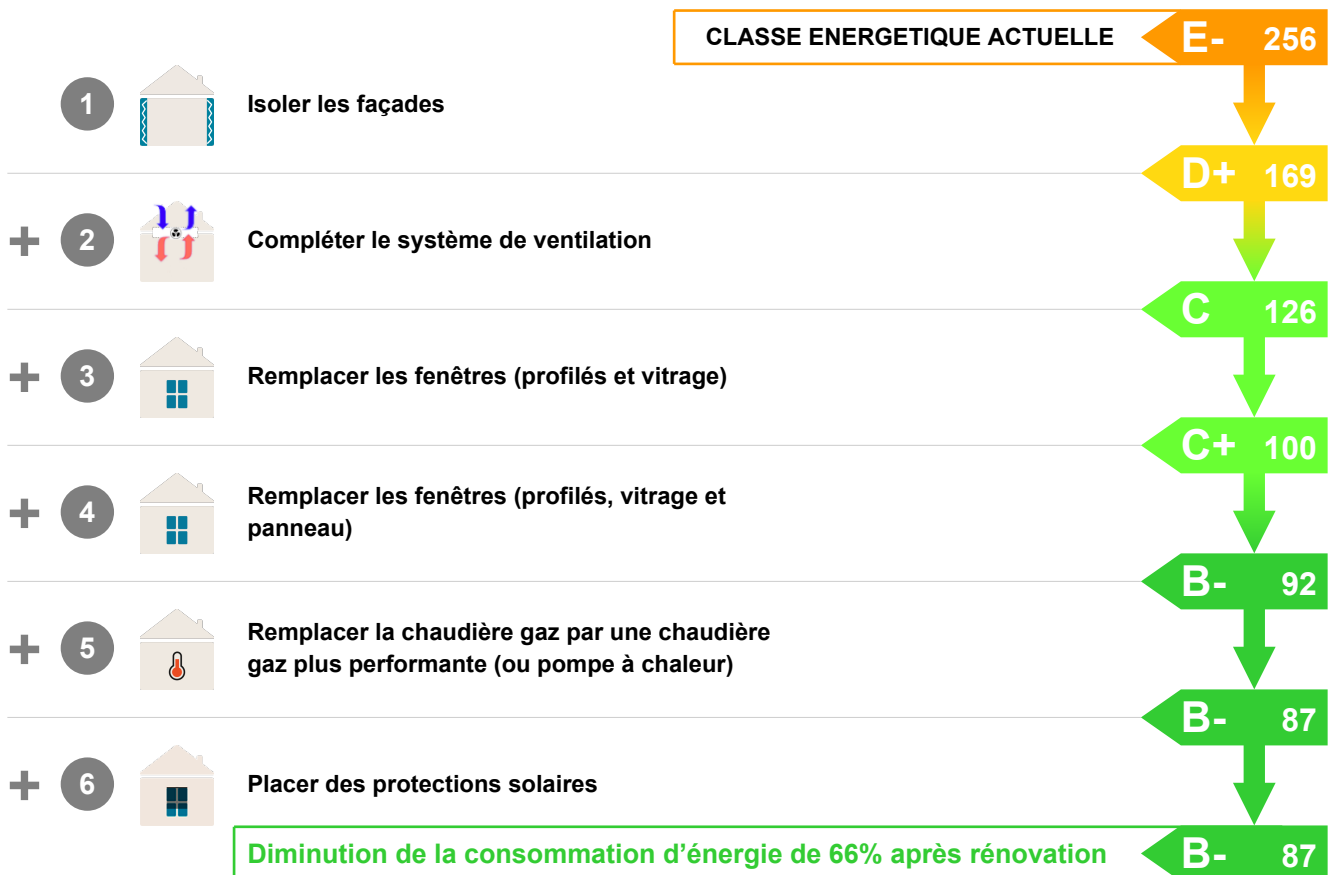 CLASSE ENERGETIQUE ACTUELLE E- 256
1 Isoler les façades
D+ 169
+ 2 Compléter le système de ventilation
C 126
+ 3 Remplacer les fenêtres (profilés et vitrage)
C+ 100
+ 4 Remplacer les fenêtres (profilés, vitrage et
panneau)
B- 92
+ 5 Remplacer la chaudière gaz par une chaudière
gaz plus performante (ou pompe à chaleur)
B- 87
+ 6 Placer des protections solaires
Diminution de la consommation d’énergie de 66% après rénovation B- 87